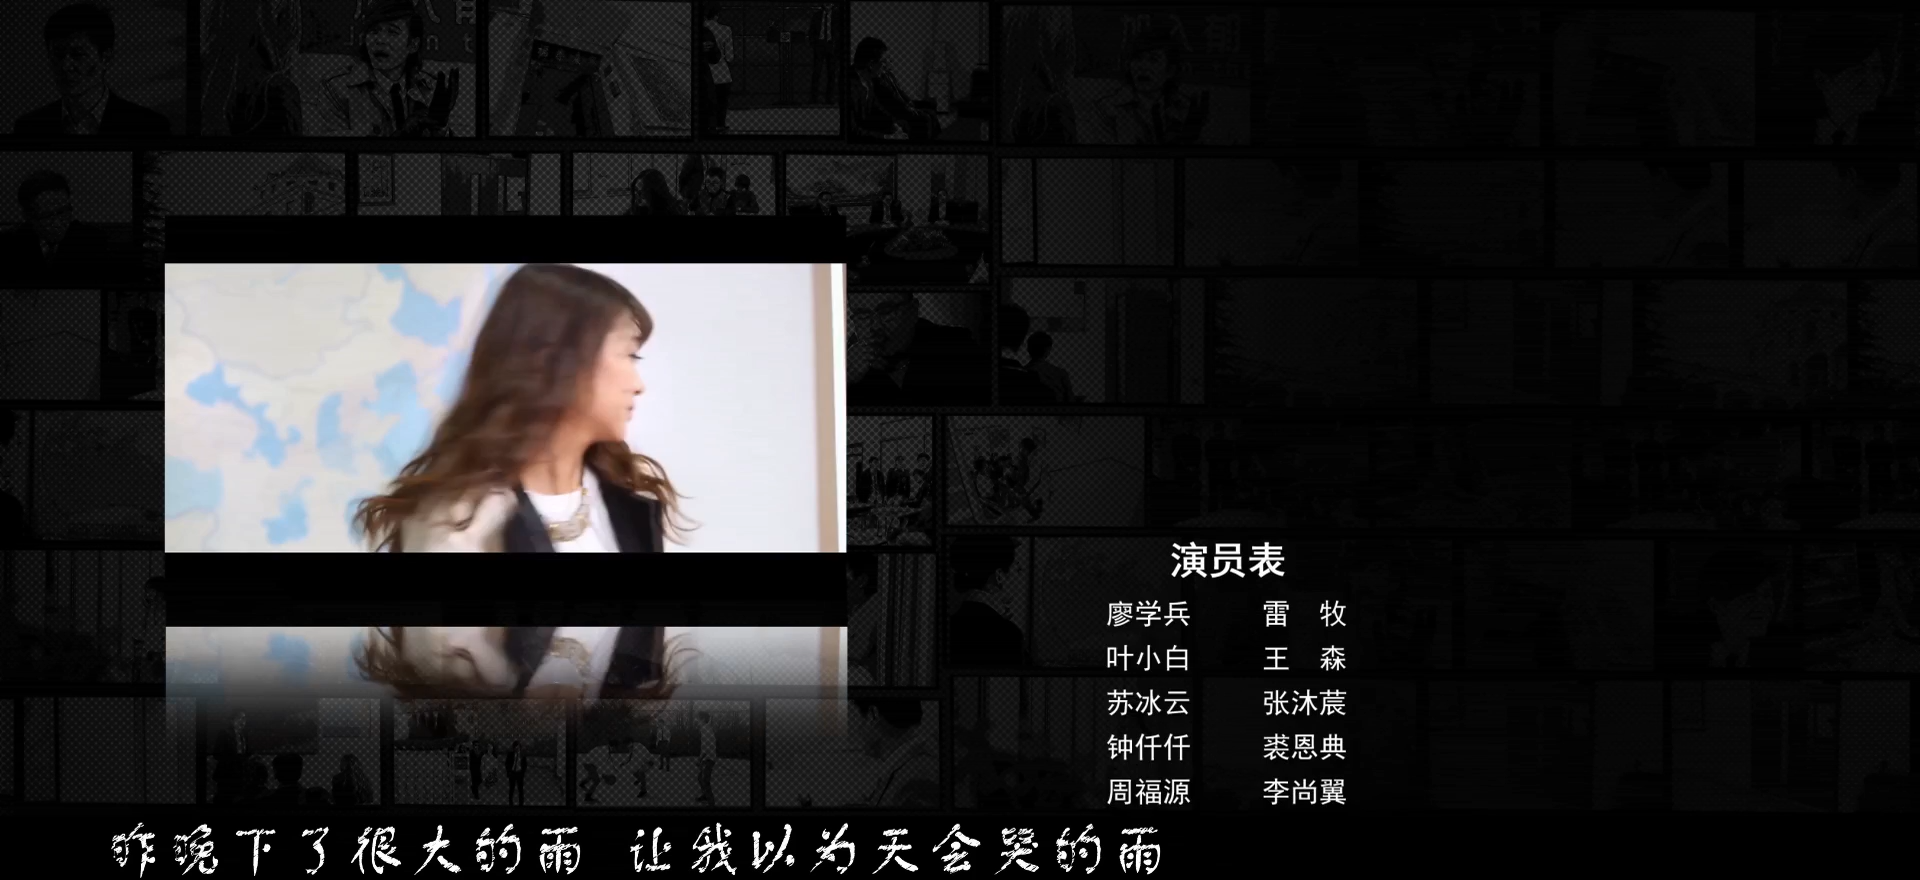 演员表
廖学兵 雷 牧
叶小白 王 森
苏冰云 张沐莀
钟仟仟 裘恩典
周福源 李尚翼
昨晚下了很大的雨 让我以为天会哭的雨